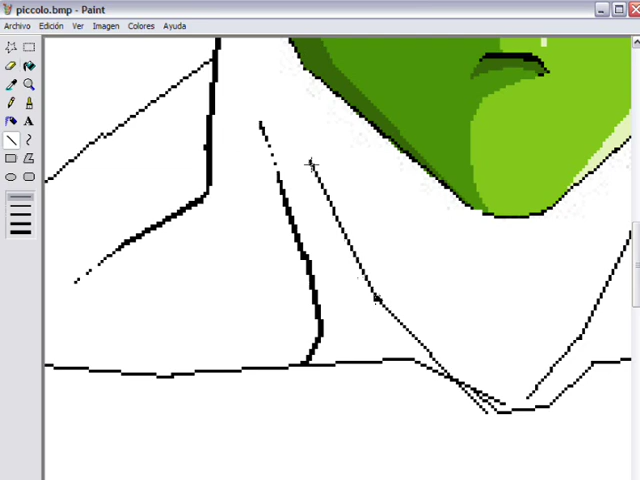 piccolo.bmp - Paint
Archivo Edición Ver Imagen Colores Ayuda
A